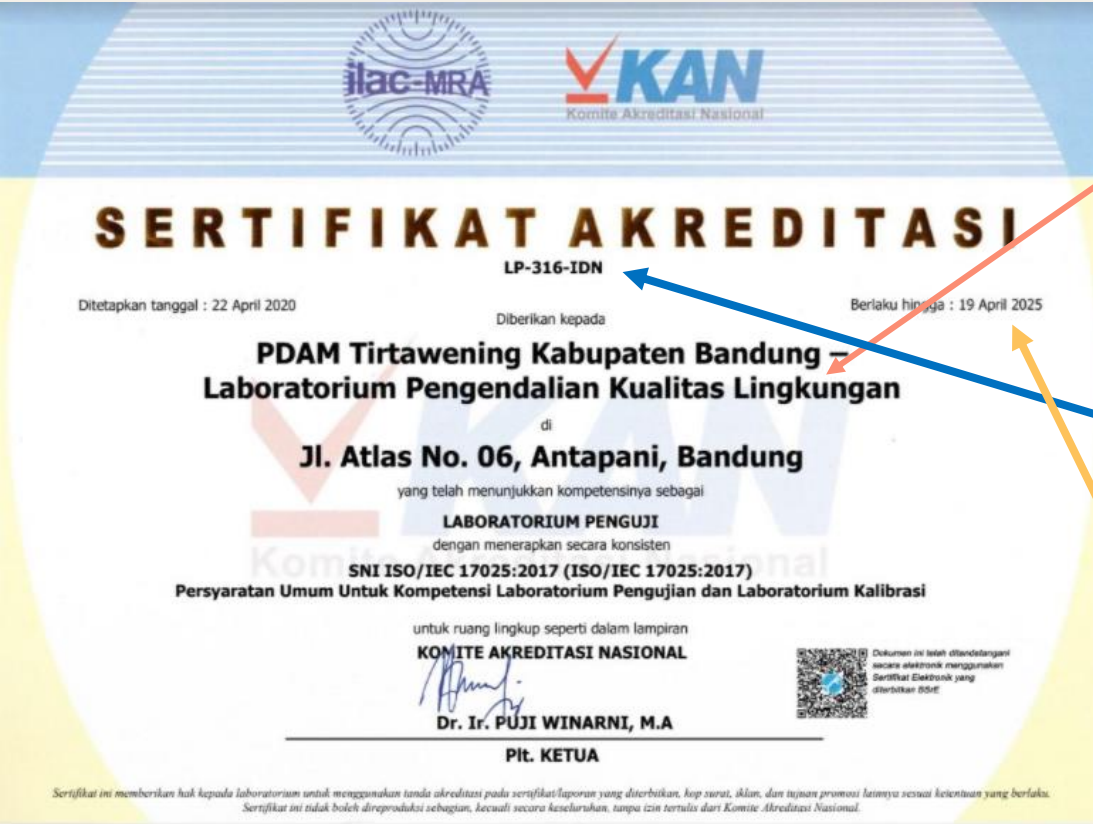 ilac-MRA
KAN
Komite Akreditasi Nasional
SERTIFIKAT AKREDITASI
LP-316-IDN
Ditetapkan tanggal : 22 April 2020
Berlaku hingga : 19 April 2025
Diberikan kepada
PDAM Tirtawening Kabupaten Bandung –
Laboratorium Pengendalian Kualitas Lingkungan
di
Jl. Atlas No. 06, Antapani, Bandung
yang telah menunjukkan kompetensinya sebagai
LABORATORIUM PENGUJI
dengan menerapkan secara konsisten
KAN
Komite Akreditasi Nasional
SNI ISO/IEC 17025:2017 (ISO/IEC 17025:2017)
Persyaratan Umum Untuk Kompetensi Laboratorium Pengujian dan Laboratorium Kalibrasi
untuk ruang lingkup seperti dalam lampiran
KOMITE AKREDITASI NASIONAL
Dokumen ini telah ditandatangani
secara elektronik menggunakan
Sertifikat Elektronik yang
diterbitkan BSrE
Dr. Ir. PUJI WINARNI, M.A
Plt. KETUA
Sertifikat ini memberikan hak kepada laboratorium untuk menggunakan tanda akreditasi pada sertifikat/laporan yang diterbitkan, kop surat, iklan, dan tujuan promosi lainnya sesuai ketentuan yang berlaku.
Sertifikat ini tidak boleh direproduksi sebagian, kecuali secara keseluruhan, tanpa izin tertulis dari Komite Akreditasi Nasional.